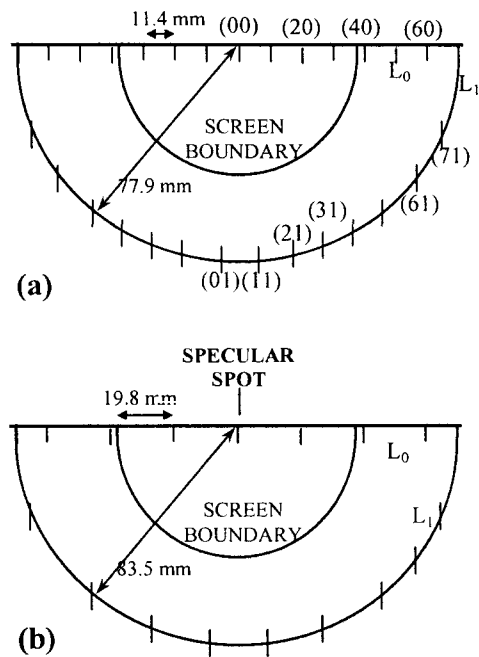 11.4 mm
(00) (20) (40) (60)
L0
L1
SCREEN
BOUNDARY
77.9 mm
(71)
(61)
(31)
(21)
(01)(11)
(a)
SPECULAR
SPOT
19.8 mm
L0
SCREEN
BOUNDARY
L1
83.5 mm
(b)